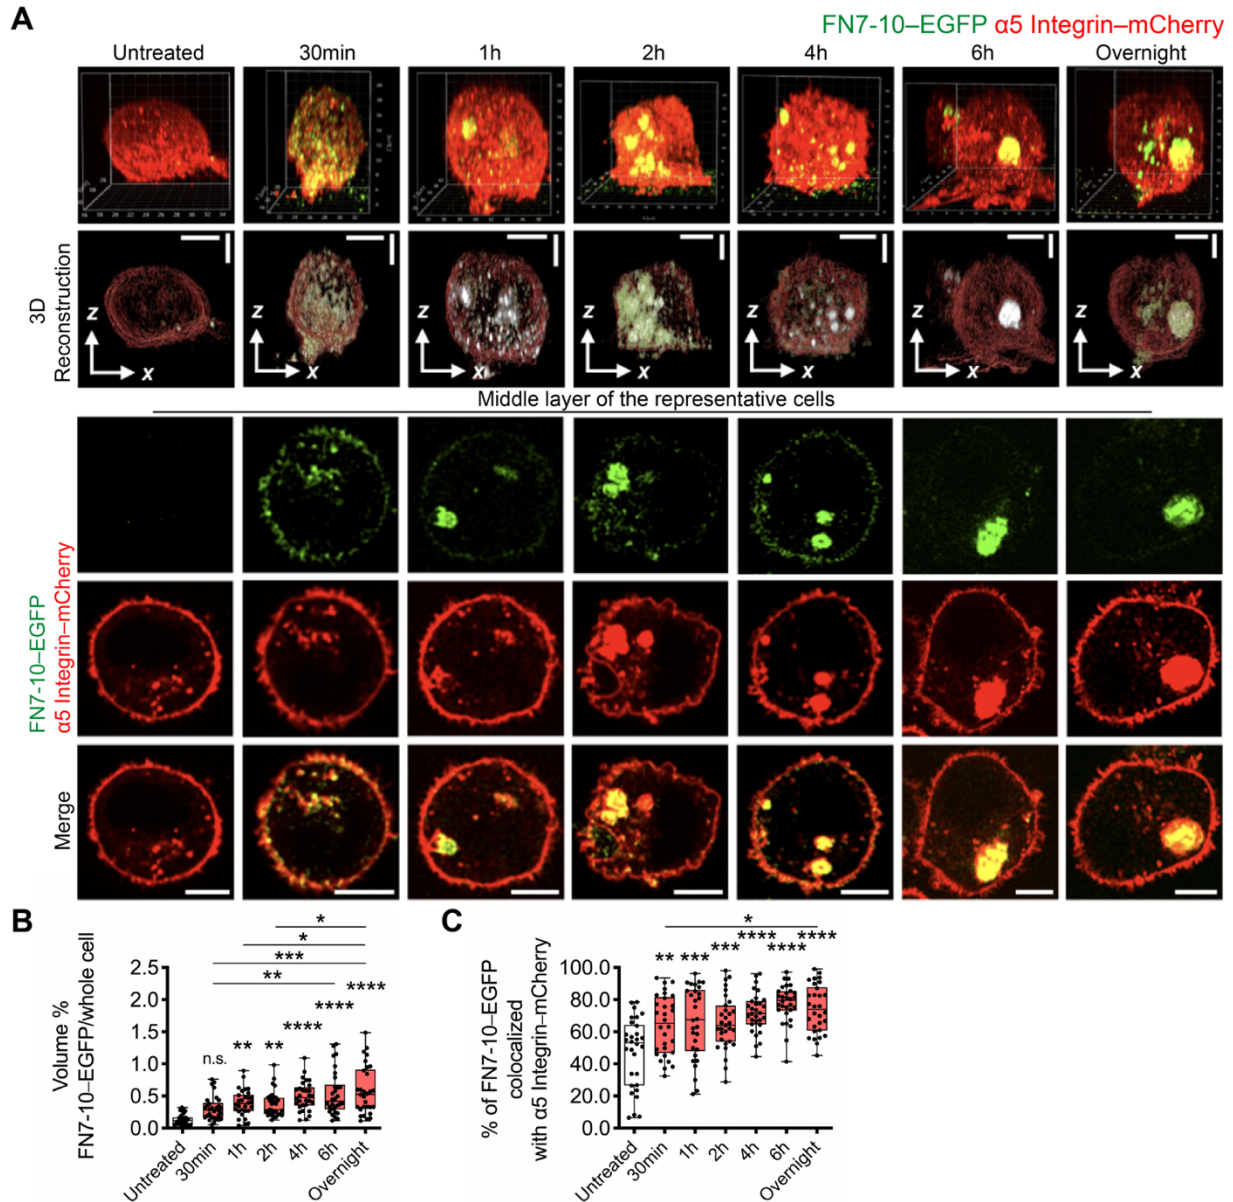 A
FN7-10–EGFP α5 Integrin–mCherry
Untreated 30min 1h 2h 4h 6h Overnight
3D
Reconstruction
z z z z z z z
x x x x x x x
Middle layer of the representative cells
FN7-10–EGFP
α5 Integrin–mCherry
Merge
B
Volume %
FN7-10–EGFP/whole cell
*
*
***
**
n.s. ** ** **** **** ****
2.5
2.0
1.5
1.0
0.5
0.0
Untreated 30min 1h 2h 4h 6h Overnight
C
% of FN7-10–EGFP
colocalized
with α5 Integrin–mCherry
*
** *** *** **** **** ****
100.0
80.0
60.0
40.0
20.0
0.0
Untreated 30min 1h 2h 4h 6h Overnight